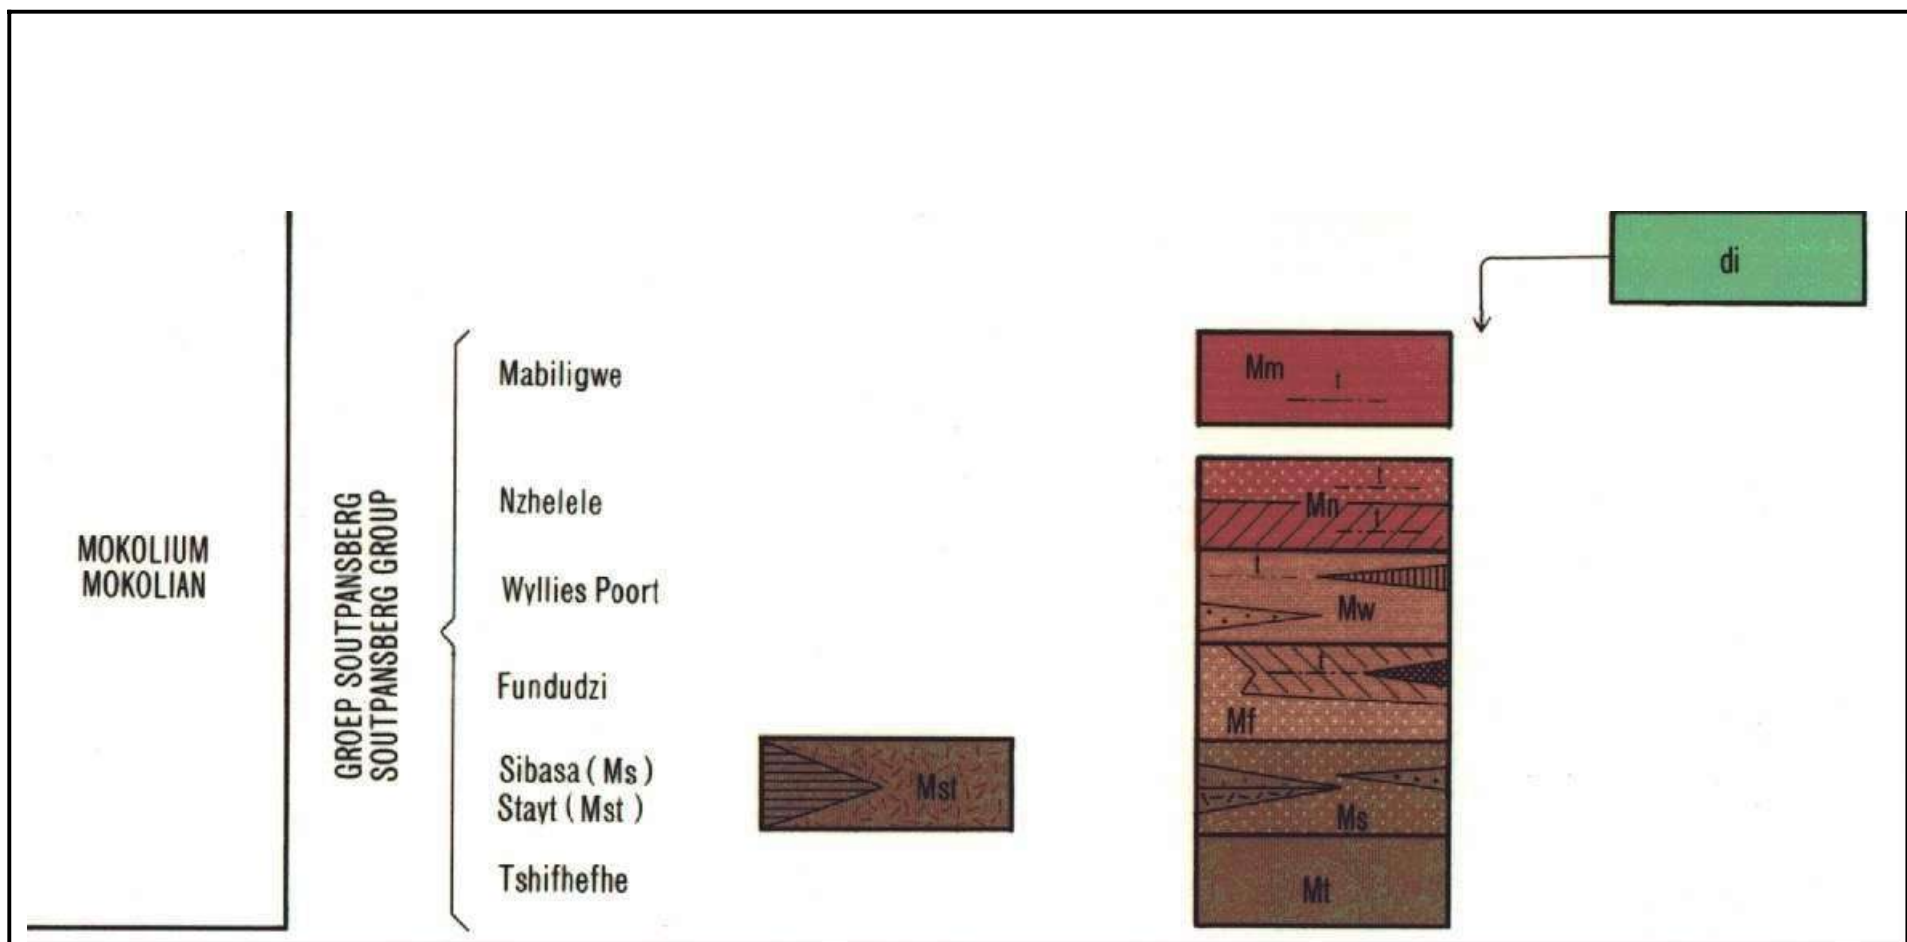 di
Mabiligwe
Mm
t
Nzhelele
t
Mn
t
MOKOLIUM
MOKOLIAN
GROEP SOUTPANSBERG
SOUTPANSBERG GROUP
Wyllies Poort
t
Mw
Fundudzi
t
Mf
Sibasa ( Ms )
Stayt ( Mst )
Mst
Ms
Tshifhefhe
Mt